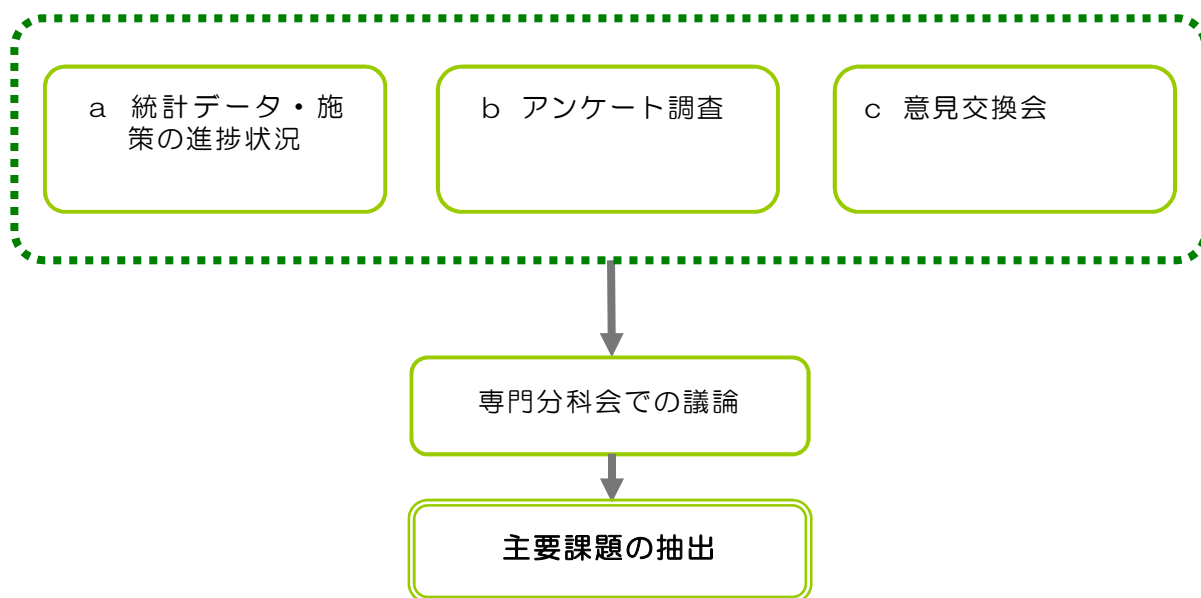 a 統計データ・施
策の進捗状況
b アンケート調査
c 意見交換会
専門分科会での議論
主要課題の抽出